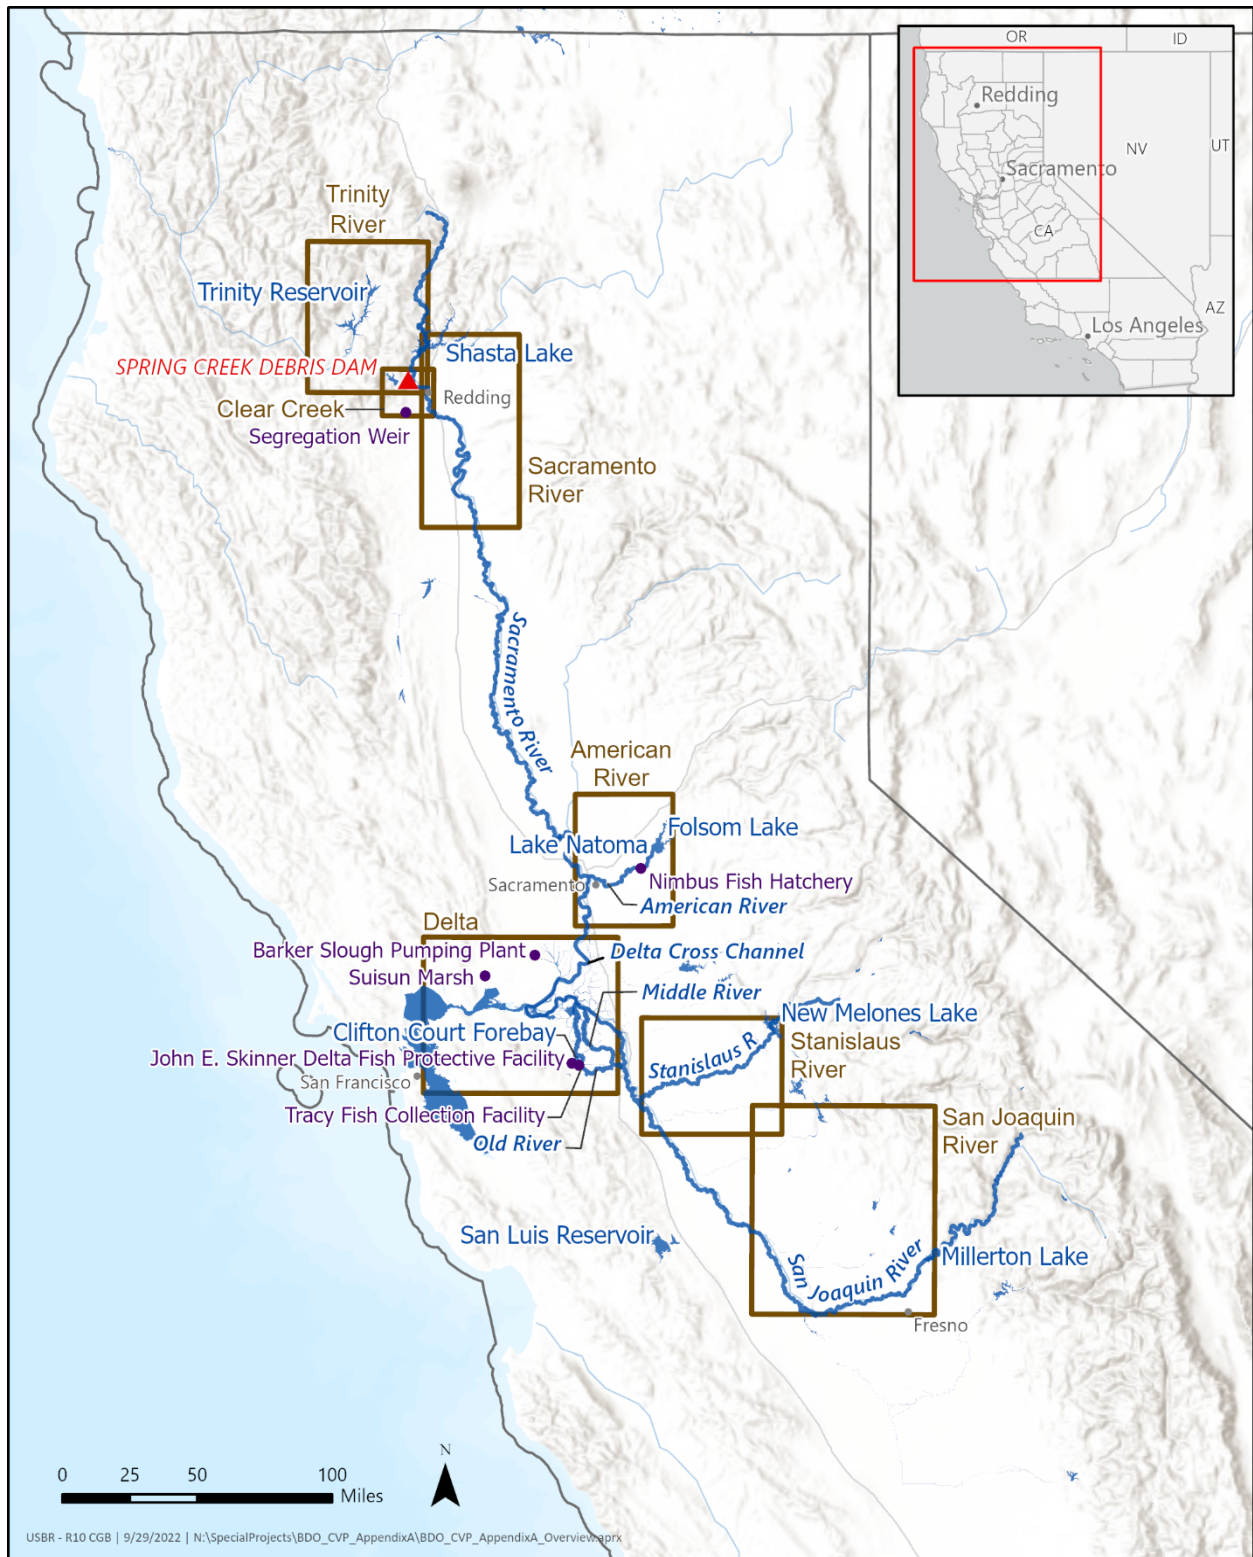 OR
ID
Redding
NV
UT
Sacramento
CA
AZ
Los Angeles
Trinity
River
Trinity Reservoir
Shasta Lake
SPRING CREEK DEBRIS DAM
Redding
Clear Creek
Segregation Weir
Sacramento
River
Sacramento River
American
River
Folsom Lake
Lake Natoma
Nimbus Fish Hatchery
Sacramento
American River
Delta
Barker Slough Pumping Plant
Delta Cross Channel
Suisun Marsh
Middle River
New Melones Lake
Clifton Court Forebay
Stanislaus
River
Stanislaus R
John E. Skinner Delta Fish Protective Facility
San Francisco
Tracy Fish Collection Facility
San Joaquin
River
Old River
San Luis Reservoir
San Joaquin River
Millerton Lake
Fresno
N
0 25 50 100
Miles
USBR - R10 CGB | 9/29/2022 | N:\SpecialProjects\BDO_CVP_AppendixA\BDO_CVP_AppendixA_Overview.aprx